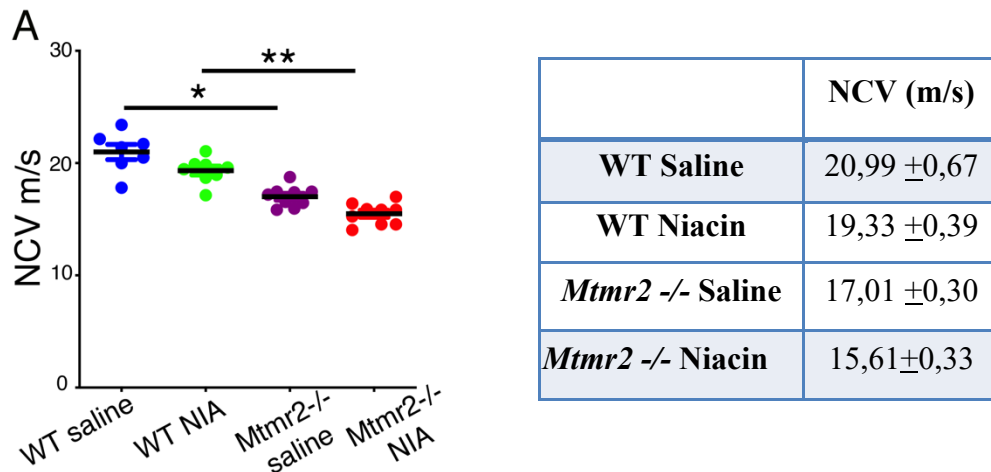 A
30
**
*
20
10
0
NCV m/s
WT saline
WT NIA
Mtmr2-/-
saline
Mtmr2-/-
NIA
NCV (m/s)
WT Saline 20,99 +0,67
WT Niacin 19,33 +0,39
Mtmr2 -/- Saline 17,01 +0,30
Mtmr2 -/- Niacin 15,61+0,33